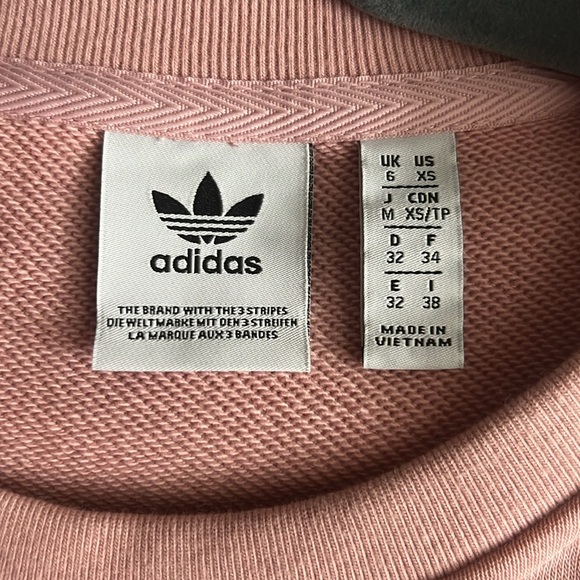 adidas
THE BRAND WITH THE 3 STRIPES
DIE WELTMARKE MIT DEN 3 STREIFEN
LA MARQUE AUX 3 BANDES
UK US
6 XS
J CDN
M XS/TP
D F
32 34
E I
32 38
MADE IN
VIETNAM